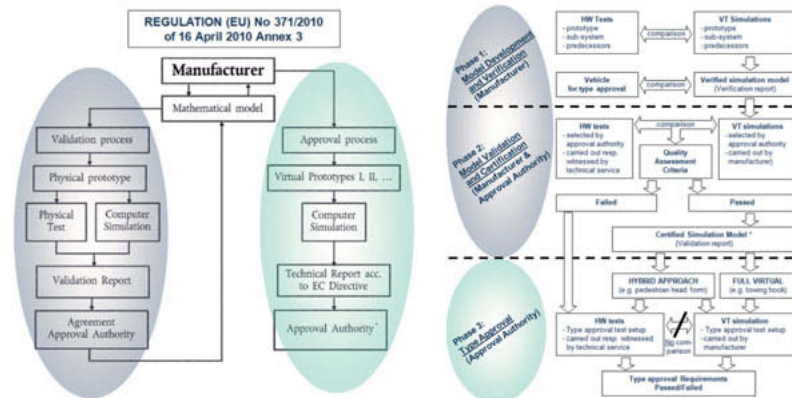 REGULATION (EU) No 371/2010
of 16 April 2010 Annex 3
Manufacturer
Mathematical model
Validation process
Physical prototype
Physical
Test
Computer
Simulation
Validation Report
Agreement
Approval Authority
Approval process
Virtual Prototypes I, II, ...
Computer
Simulation
Technical Report acc.
to EC Directive
Approval Authority*
Phase 1:
Model Development
and Verification
(Manufacturer)
HW Tests
- prototype
- sub-system
- predecessors
comparison
VT Simulations
- prototype
- sub-system
- predecessors
Vehicle
for type approval
comparison
Verified simulation model
(Verification report)
Phase 2:
Model Validation
and Certification
(Manufacturer &
Approval Authority)
HW tests
- selected by
approval authority
- carried out resp.
witnessed by
technical service
comparison
Quality
Assessment
Criteria
VT simulations
- selected by
approval authority
- carried out by
manufacturer]
Failed
Passed
Certified Simulation Model *
(Validation report)
Phase 3:
Type Approval
(Approval Authority)
HYBRID APPROACH
(e.g. pedestrian head form)
FULL VIRTUAL
(e.g. towing hook)
HW tests
- Type approval test setup
- carried out resp. witnessed
by technical service
No com-
parison
VT simulation
- Type approval test setup
- carried out by
manufacturer
Type approval Requirements
Passed/Failed